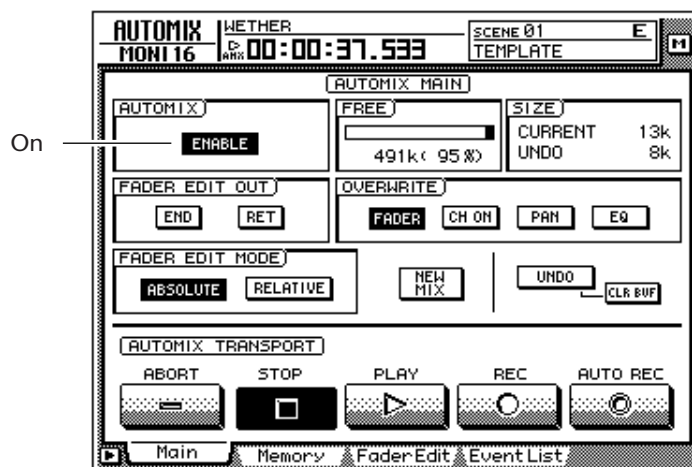 AUTOMIX WETHER SCENE 01 E
MONI 16 AMX 00:00:37.533 TEMPLATE M
AUTOMIX MAIN
AUTOMIX FREE SIZE
On ENABLE CURRENT 13k
491k( 95%) UNDO 8k
FADER EDIT OUT OVERWRITE
END RET FADER CH ON PAN EQ
FADER EDIT MODE
ABSOLUTE RELATIVE NEW MIX UNDO CLR BUF
AUTOMIX TRANSPORT
ABORT STOP PLAY REC AUTO REC
Main Memory Fader Edit Event List